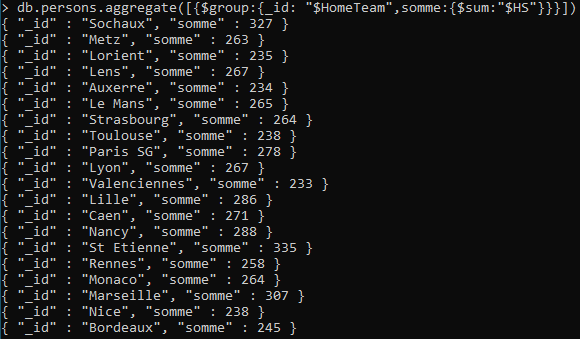 > db.persons.aggregate([{$group:{_id: "$HomeTeam",somme:{$sum:"$HS"}}}])
{ "_id" : "Sochaux", "somme" : 327 }
{ "_id" : "Metz", "somme" : 263 }
{ "_id" : "Lorient", "somme" : 235 }
{ "_id" : "Lens", "somme" : 267 }
{ "_id" : "Auxerre", "somme" : 234 }
{ "_id" : "Le Mans", "somme" : 265 }
{ "_id" : "Strasbourg", "somme" : 264 }
{ "_id" : "Toulouse", "somme" : 238 }
{ "_id" : "Paris SG", "somme" : 278 }
{ "_id" : "Lyon", "somme" : 267 }
{ "_id" : "Valenciennes", "somme" : 233 }
{ "_id" : "Lille", "somme" : 286 }
{ "_id" : "Caen", "somme" : 271 }
{ "_id" : "Nancy", "somme" : 288 }
{ "_id" : "St Etienne", "somme" : 335 }
{ "_id" : "Rennes", "somme" : 258 }
{ "_id" : "Monaco", "somme" : 264 }
{ "_id" : "Marseille", "somme" : 307 }
{ "_id" : "Nice", "somme" : 238 }
{ "_id" : "Bordeaux", "somme" : 245 }